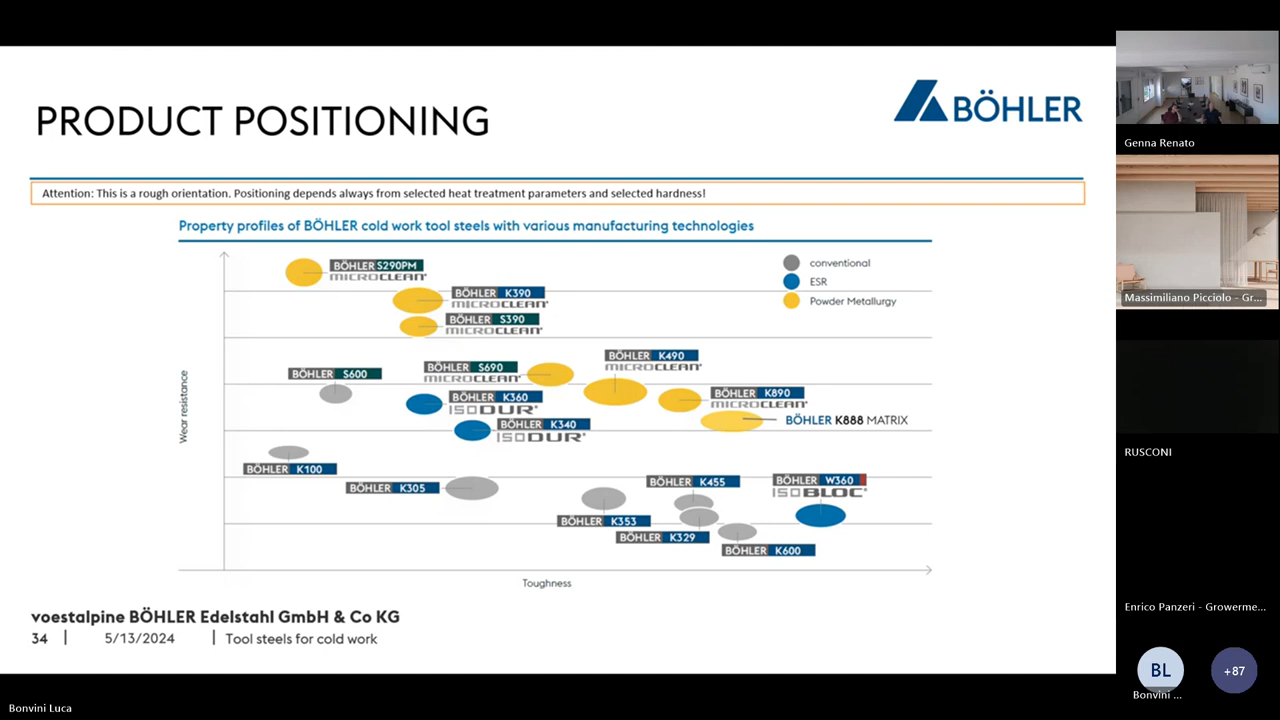 PRODUCT POSITIONING
BÖHLER
Attention: This is a rough orientation. Positioning depends always from selected heat treatment parameters and selected hardness!
Property profiles of BÖHLER cold work tool steels with various manufacturing technologies
conventional
ESR
Powder Metallurgy
Wear resistance
BÖHLER S290PM
MICROCLEAN®
BÖHLER K390
MICROCLEAN®
BÖHLER S390
MICROCLEAN®
BÖHLER K490
MICROCLEAN®
BÖHLER S690
MICROCLEAN®
BÖHLER S600
BÖHLER K890
MICROCLEAN®
BÖHLER K360
ISODUR®
BÖHLER K888 MATRIX
BÖHLER K340
ISODUR®
BÖHLER K100
BÖHLER K305
BÖHLER K455
BÖHLER W360
ISOBLOC®
BÖHLER K353
BÖHLER K329
BÖHLER K600
Toughness
voestalpine BÖHLER Edelstahl GmbH & Co KG
34 | 5/13/2024 | Tool steels for cold work
Genna Renato
Massimiliano Picciolo - Gr...
RUSCONI
Enrico Panzeri - Growerme...
BL
+87
Bonvini ...
Bonvini Luca